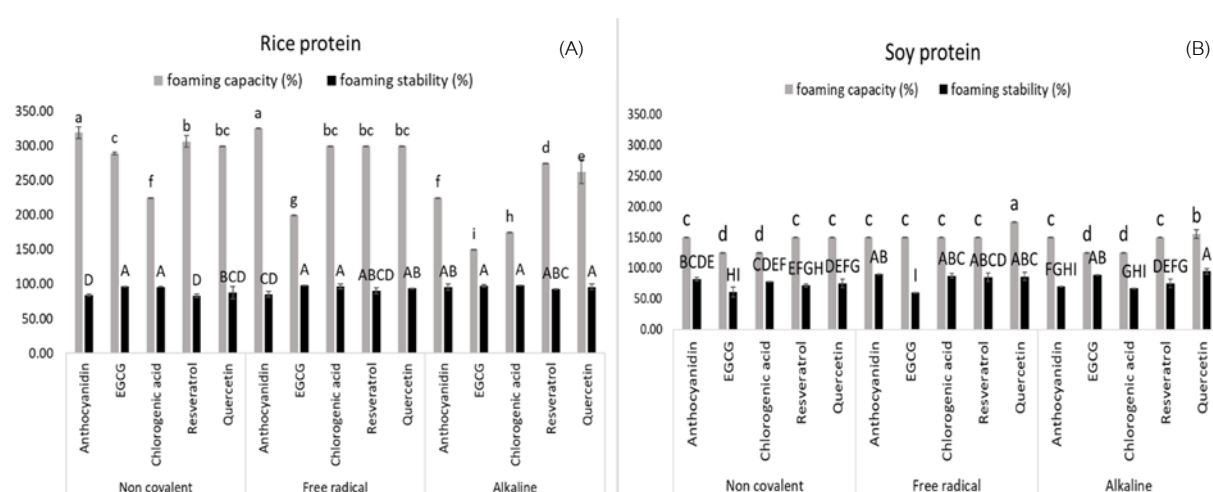 Rice protein
(A)
foaming capacity (%) foaming stability (%)
350.00
300.00
250.00
200.00
150.00
100.00
50.00
0.00
a c f b bc a g bc bc bc f i h d e
D A A D BCD CD A A ABCD AB AB A A ABC A
Anthocyanidin
EGCG
Chlorogenic acid
Resveratrol
Quercetin
Anthocyanidin
EGCG
Chlorogenic acid
Resveratrol
Quercetin
Anthocyanidin
EGCG
Chlorogenic acid
Resveratrol
Quercetin
Non covalent Free radical Alkaline
Soy protein
(B)
foaming capacity (%) foaming stability (%)
350.00
300.00
250.00
200.00
150.00
100.00
50.00
0.00
c d d c c c c c c a c d d c b
BCDE HI CDEF EFGH DEFG AB I ABC ABCD ABC FGHI AB GHI DEFG A
Anthocyanidin
EGCG
Chlorogenic acid
Resveratrol
Quercetin
Anthocyanidin
EGCG
Chlorogenic acid
Resveratrol
Quercetin
Anthocyanidin
EGCG
Chlorogenic acid
Resveratrol
Quercetin
Non covalent Free radical Alkaline